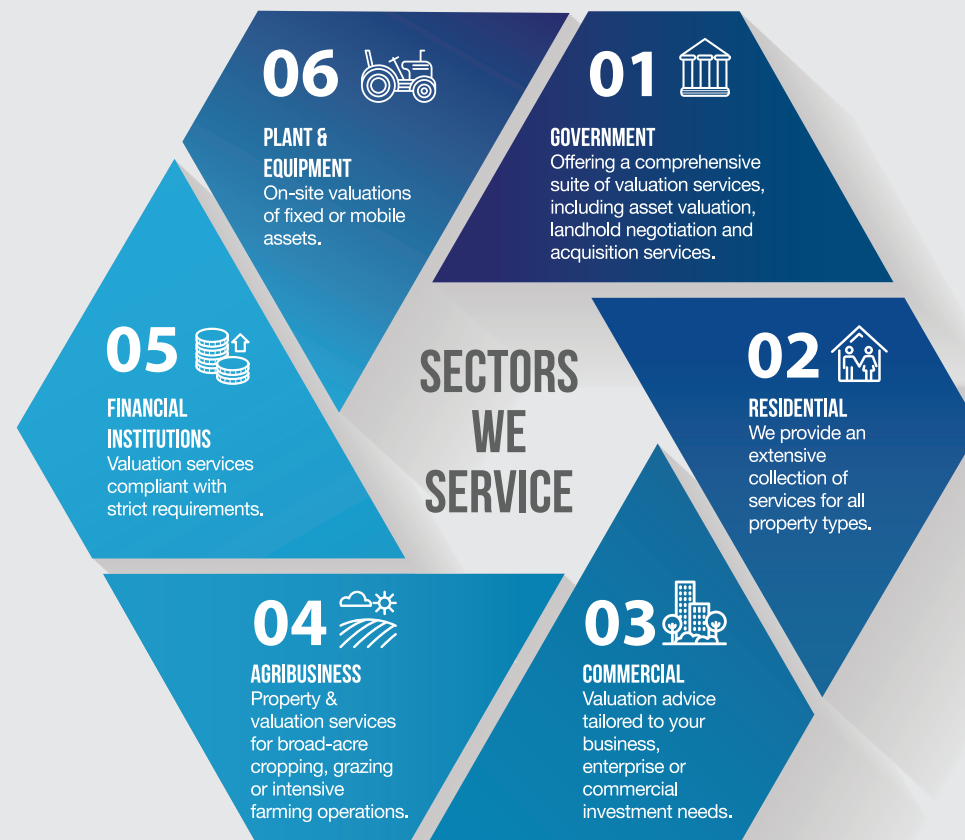 SECTORS
WE
SERVICE
01
GOVERNMENT
Offering a comprehensive
suite of valuation services,
including asset valuation,
landhold negotiation and
acquisition services.
02
RESIDENTIAL
We provide an
extensive
collection of
services for all
property types.
03
COMMERCIAL
Valuation advice
tailored to your
business,
enterprise or
commercial
investment needs.
04
AGRIBUSINESS
Property &
valuation services
for broad-acre
cropping, grazing
or intensive
farming operations.
05
FINANCIAL
INSTITUTIONS
Valuation services
compliant with
strict requirements.
06
PLANT &
EQUIPMENT
On-site valuations
of fixed or mobile
assets.